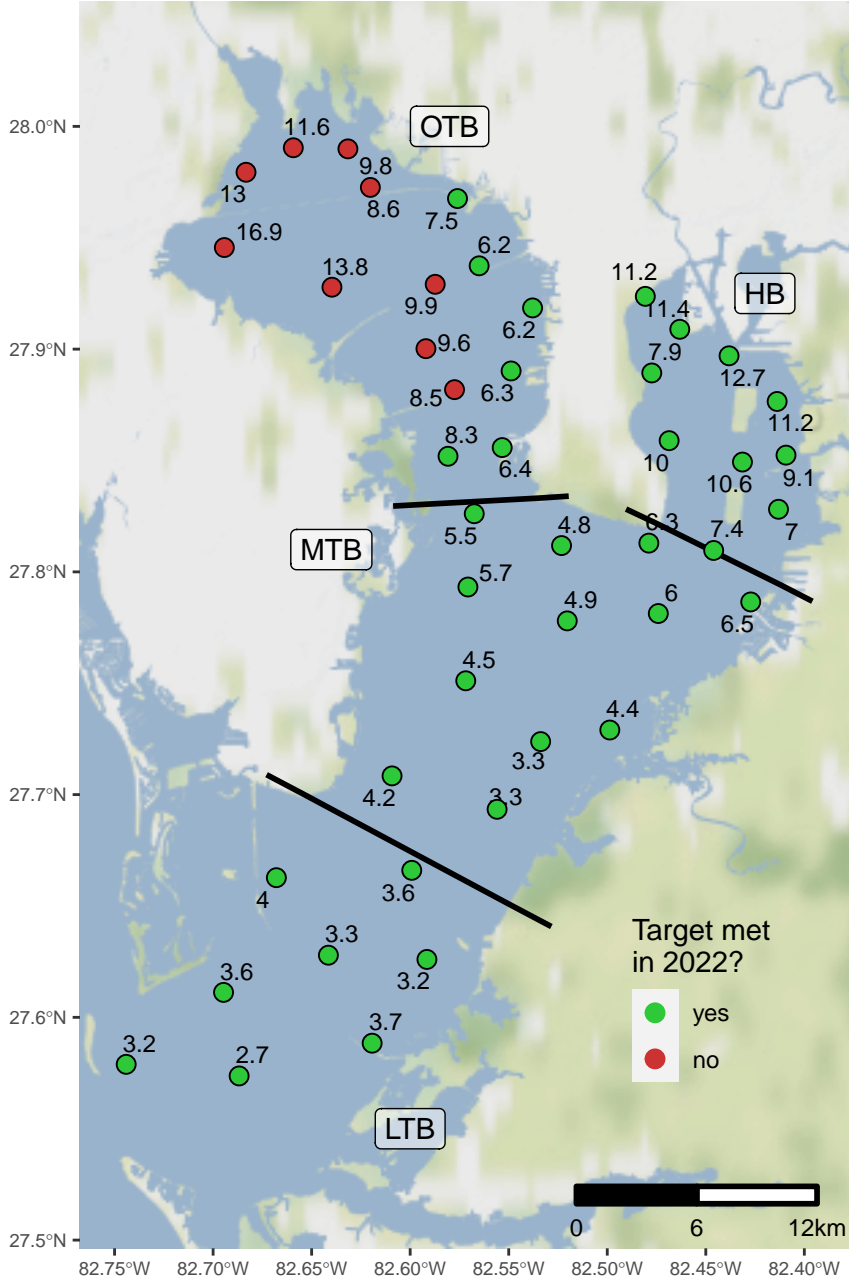 28.0°N
27.9°N
27.8°N
27.7°N
27.6°N
27.5°N
OTB
11.6
9.8
13
8.6
7.5
16.9
6.2
13.8
9.9
6.2
9.6
6.3
8.5
8.3
6.4
HB
11.2
11.4
7.9
12.7
11.2
10
10.6
9.1
7
MTB
5.5
4.8
6.3
7.4
5.7
4.9
6
6.5
4.5
4.4
3.3
4.2
3.3
4
3.6
3.3
3.2
3.6
3.7
3.2
2.7
LTB
Target met
in 2022?
yes
no
0 6 12km
82.75°W 82.70°W 82.65°W 82.60°W 82.55°W 82.50°W 82.45°W 82.40°W